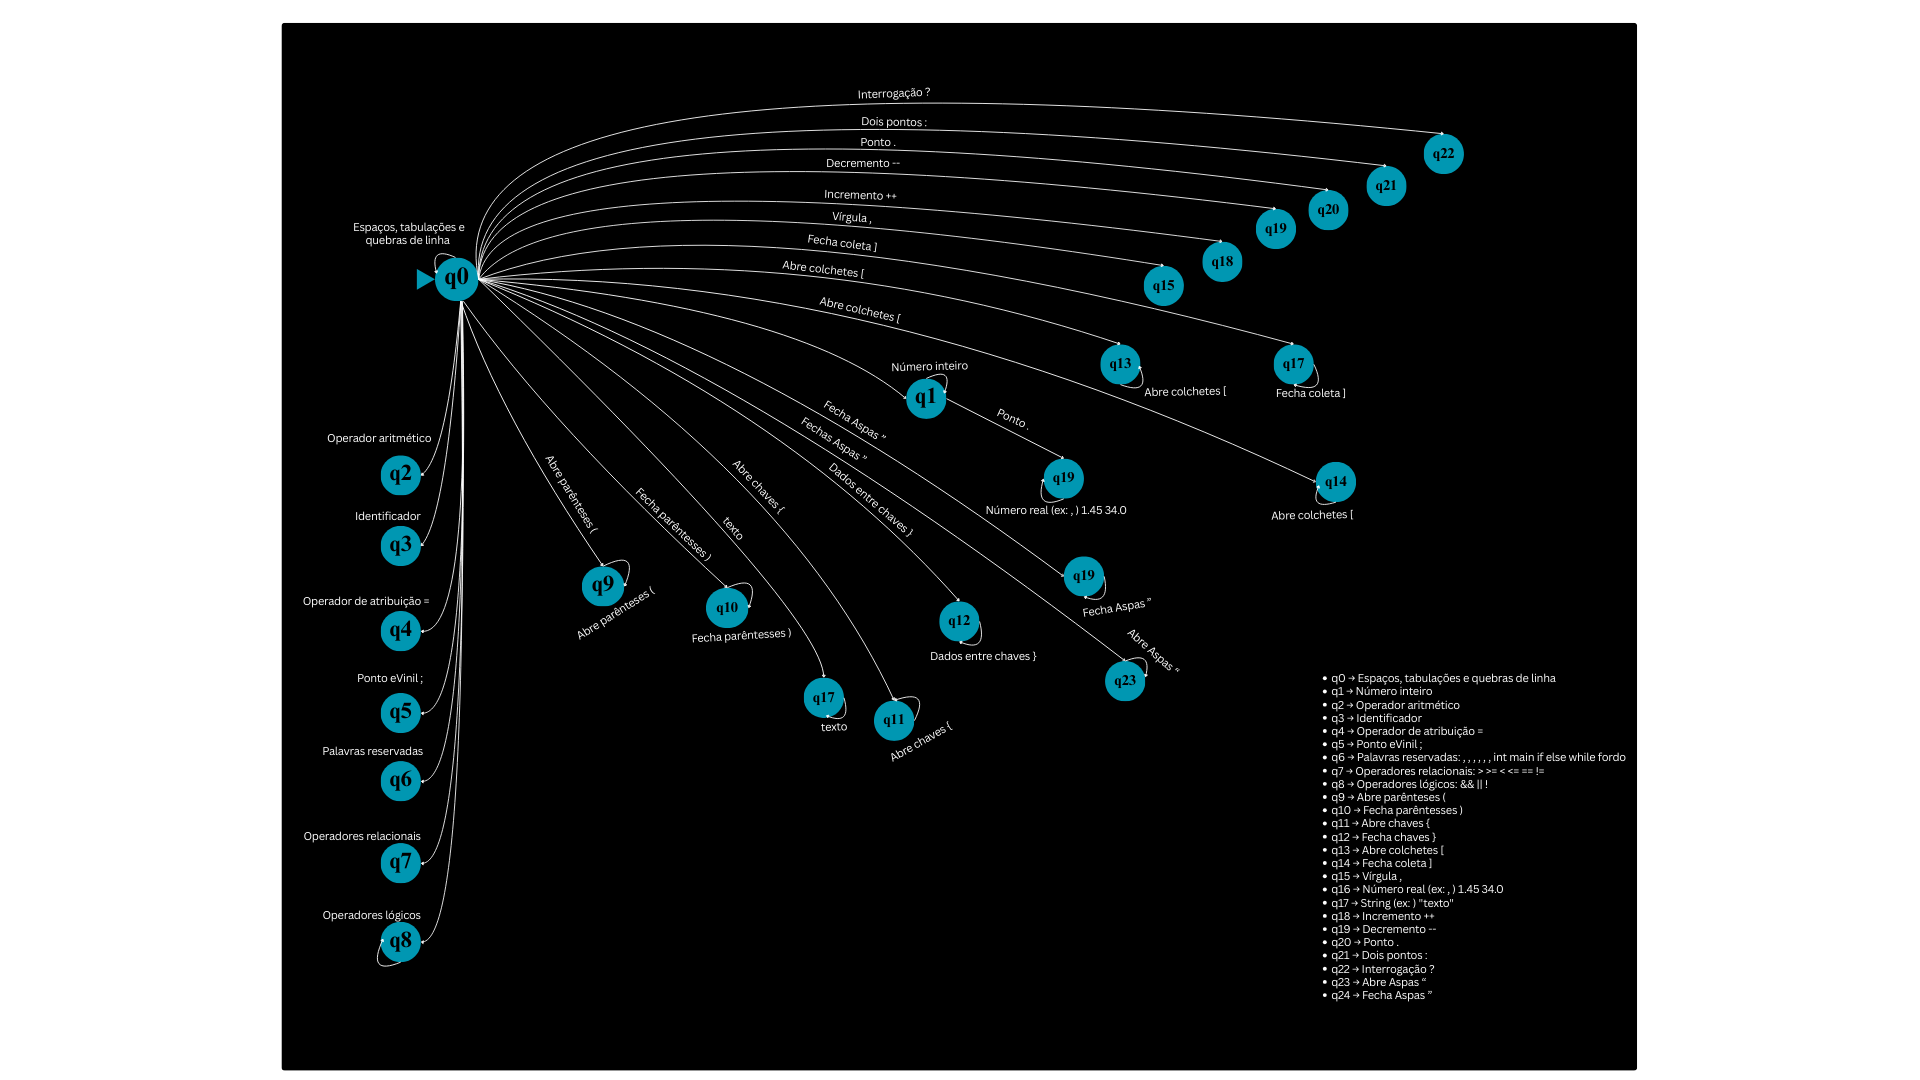 Interrogação ?
Dois pontos :
Ponto .
Decremento --
Incremento ++
Vírgula ,
Fecha coleta ]
Abre colchetes [
Abre colchetes [
q22
q21
q20
q19
q18
q15
Espaços, tabulações e
quebras de linha
q0
q13
Abre colchetes [
q17
Fecha coleta ]
Número inteiro
q1
Ponto .
q19
Número real (ex: , ) 1.45 34.0
q14
Abre colchetes [
Fecha Aspas ”
Fechas Aspas ”
Dados entre chaves }
Abre chaves {
texto
Fecha parêntesses )
Abre parênteses (
Operador aritmético
q2
Identificador
q3
Operador de atribuição =
q4
Ponto eVinil ;
q5
Palavras reservadas
q6
Operadores relacionais
q7
Operadores lógicos
q8
q9
Abre parênteses (
q10
Fecha parêntesses )
q17
texto
q11
Abre chaves {
q12
Dados entre chaves }
q19
Fecha Aspas ”
Abre Aspas “
q23
q0 → Espaços, tabulações e quebras de linha
q1 → Número inteiro
q2 → Operador aritmético
q3 → Identificador
q4 → Operador de atribuição =
q5 → Ponto eVinil ;
q6 → Palavras reservadas: , , , , , , int main if else while fordo
q7 → Operadores relacionais: > >= < <= == !=
q8 → Operadores lógicos: && || !
q9 → Abre parênteses (
q10 → Fecha parêntesses )
q11 → Abre chaves {
q12 → Fecha chaves }
q13 → Abre colchetes [
q14 → Fecha coleta ]
q15 → Vírgula ,
q16 → Número real (ex: , ) 1.45 34.0
q17 → String (ex: ) "texto"
q18 → Incremento ++
q19 → Decremento --
q20 → Ponto .
q21 → Dois pontos :
q22 → Interrogação ?
q23 → Abre Aspas “
q24 → Fecha Aspas ”